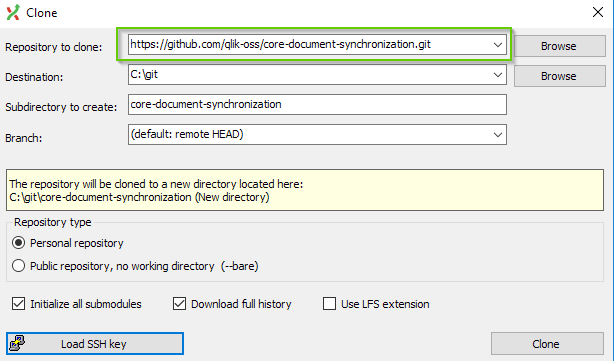 Clone
Repository to clone: https://github.com/qlik-oss/core-document-synchronization.git Browse
Destination: C:\git Browse
Subdirectory to create: core-document-synchronization
Branch: (default: remote HEAD)
The repository will be cloned to a new directory located here:
C:\git\core-document-synchronization (New directory)
Repository type
Personal repository
Public repository, no working directory (--bare)
Initialize all submodules Download full history Use LFS extension
Load SSH key Clone